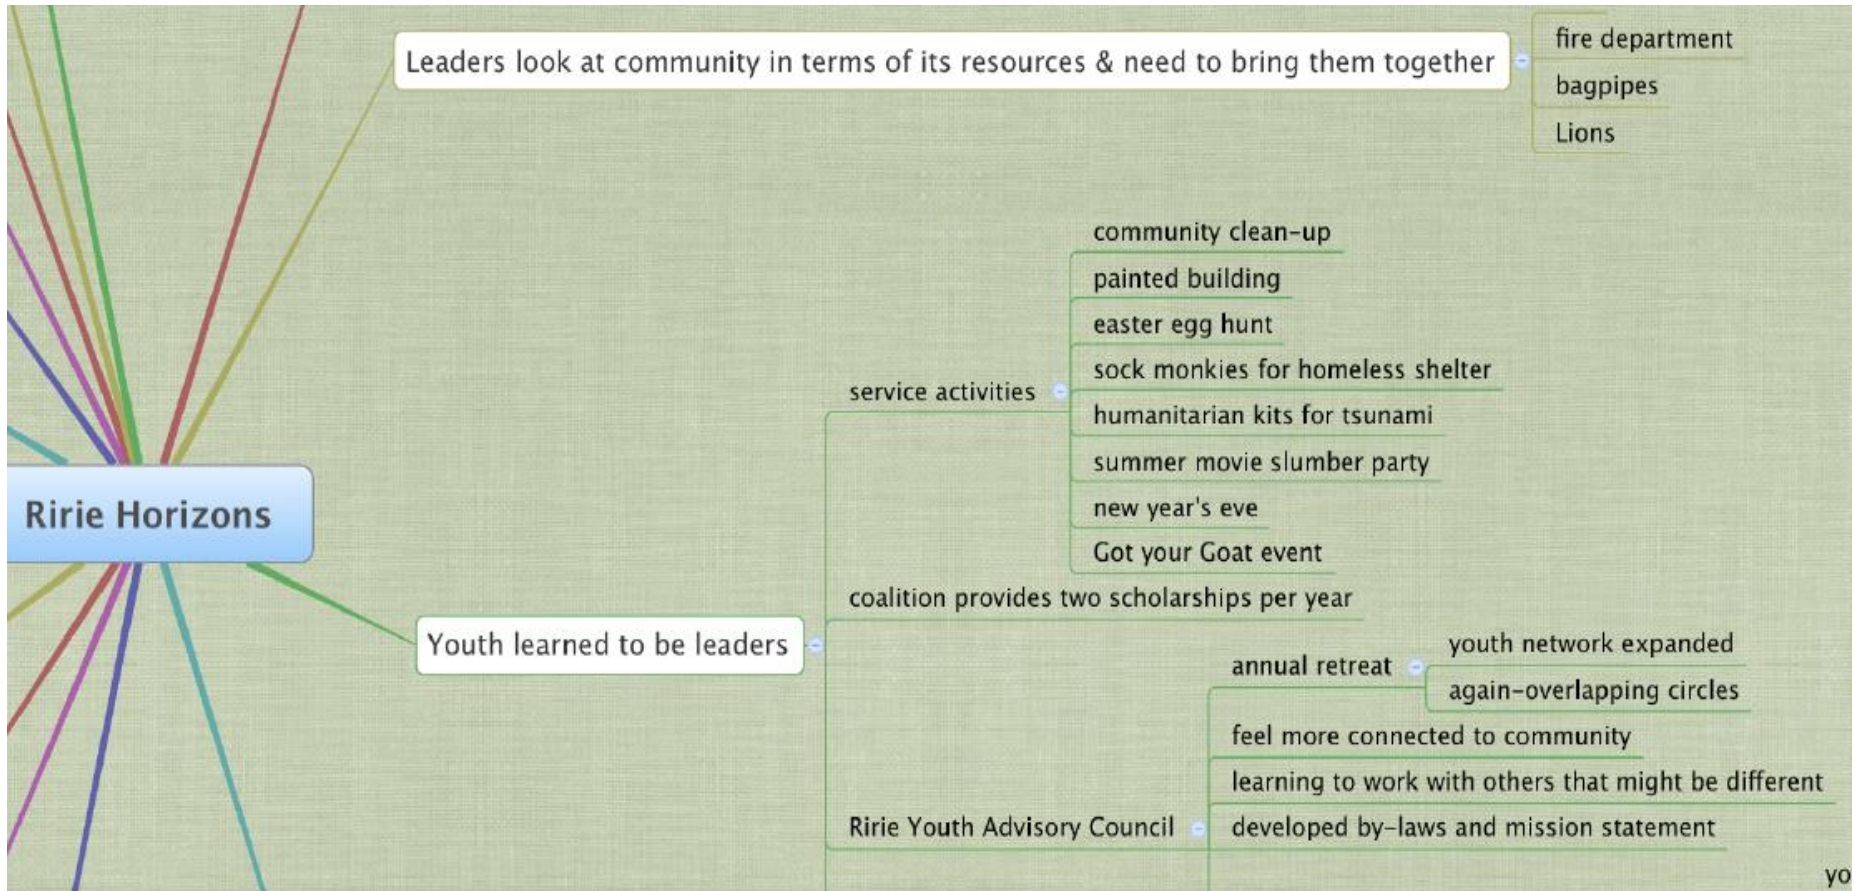 Leaders look at community in terms of its resources & need to bring them together
fire department
bagpipes
Lions
Ririe Horizons
Youth learned to be leaders
service activities
community clean-up
painted building
easter egg hunt
sock monkies for homeless shelter
humanitarian kits for tsunami
summer movie slumber party
new year's eve
Got your Goat event
coalition provides two scholarships per year
Ririe Youth Advisory Council
annual retreat
youth network expanded
again-overlapping circles
feel more connected to community
learning to work with others that might be different
developed by-laws and mission statement
yo